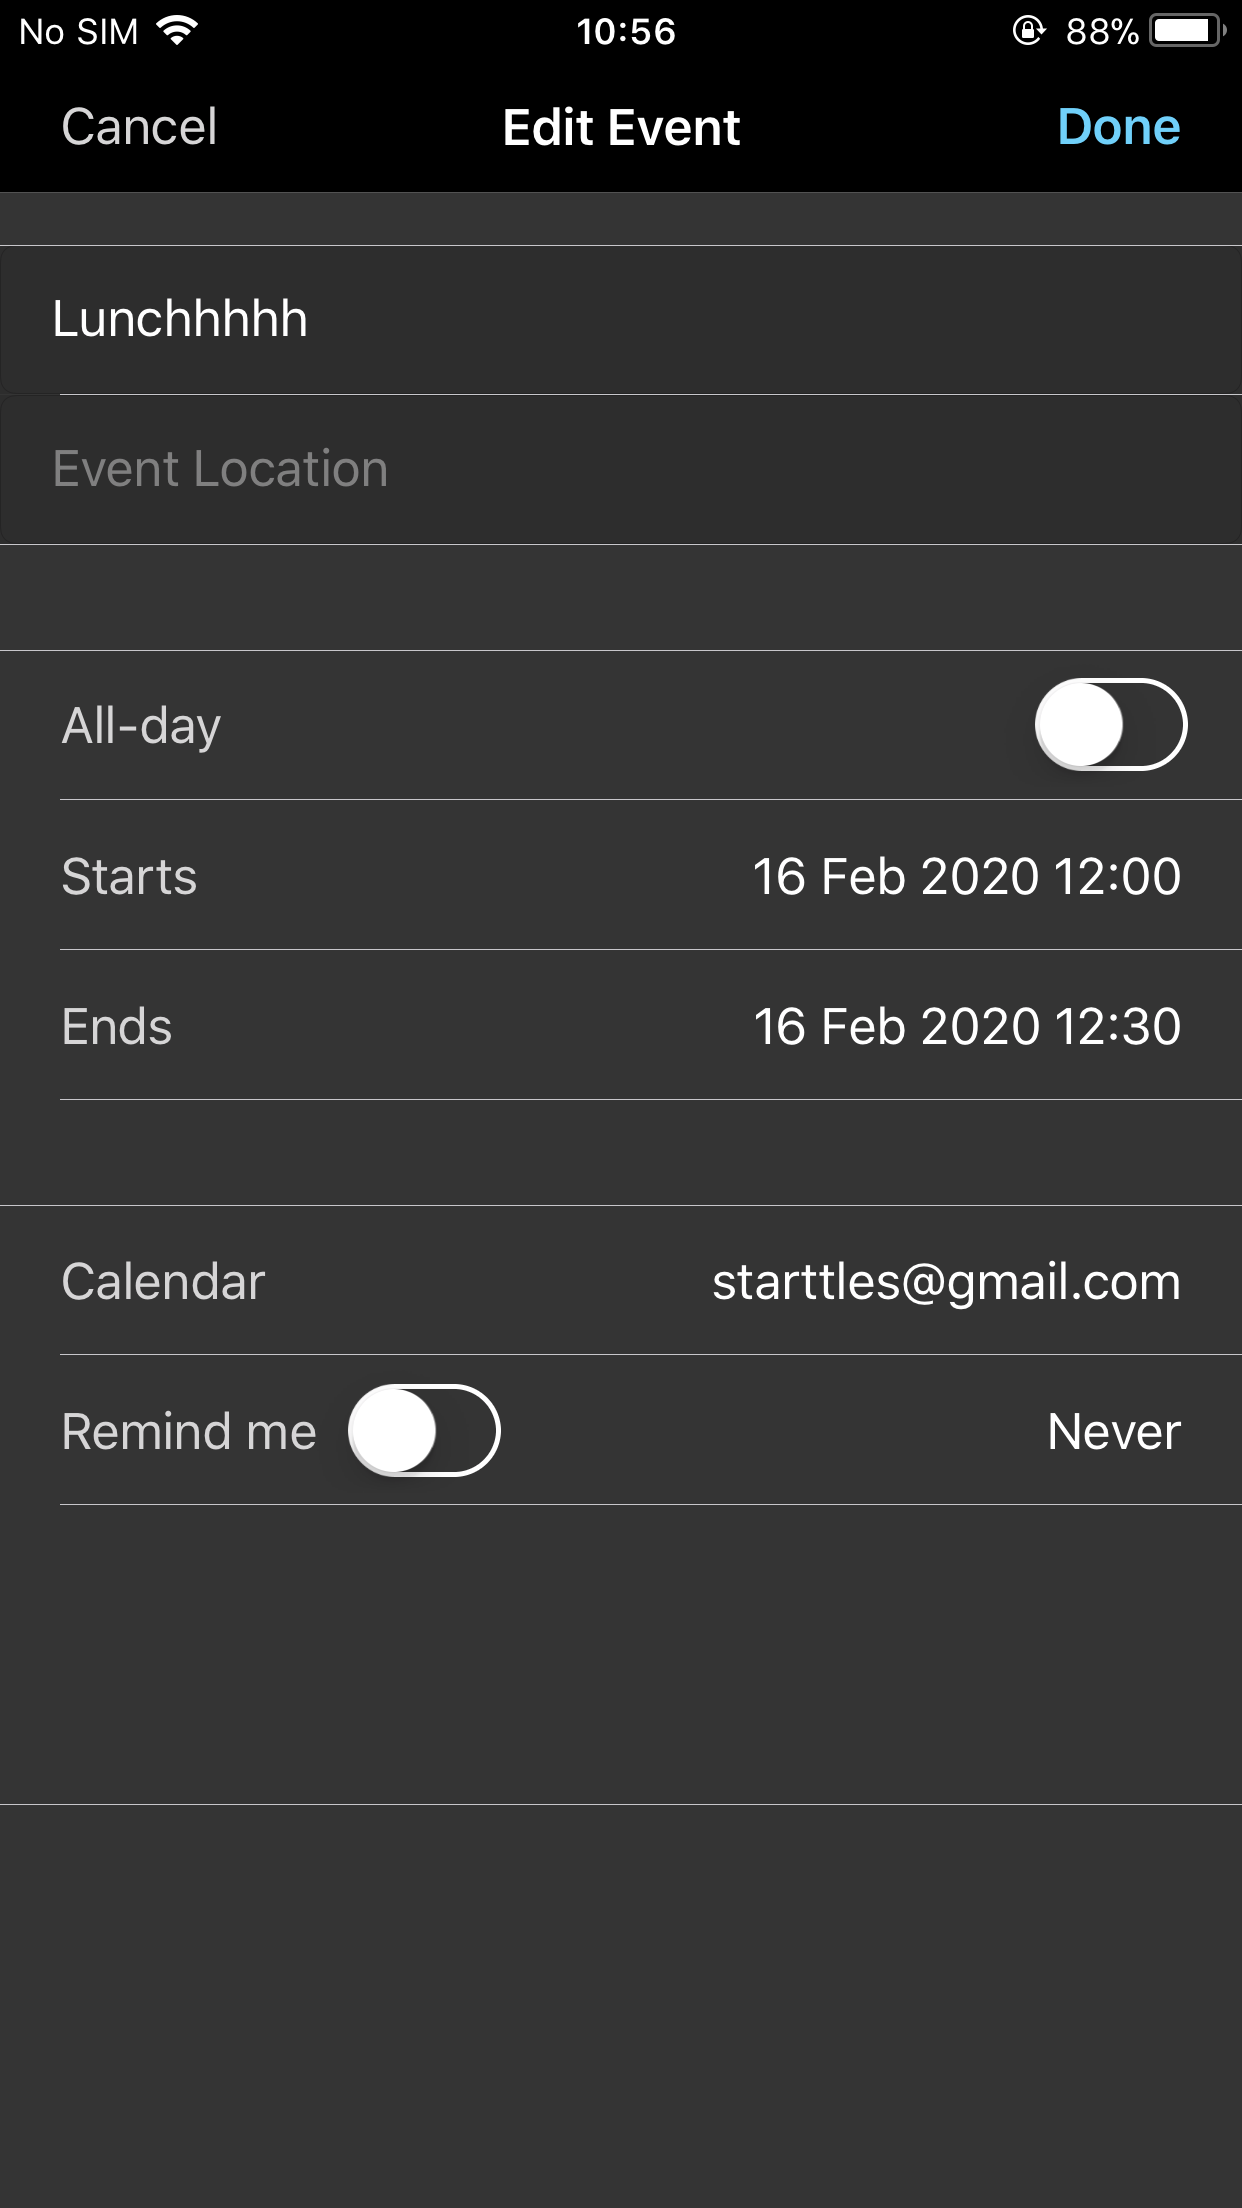 No SIM 10:56 88%
Cancel Edit Event Done
Lunchhhhh
Event Location
All-day
Starts 16 Feb 2020 12:00
Ends 16 Feb 2020 12:30
Calendar starttles@gmail.com
Remind me Never